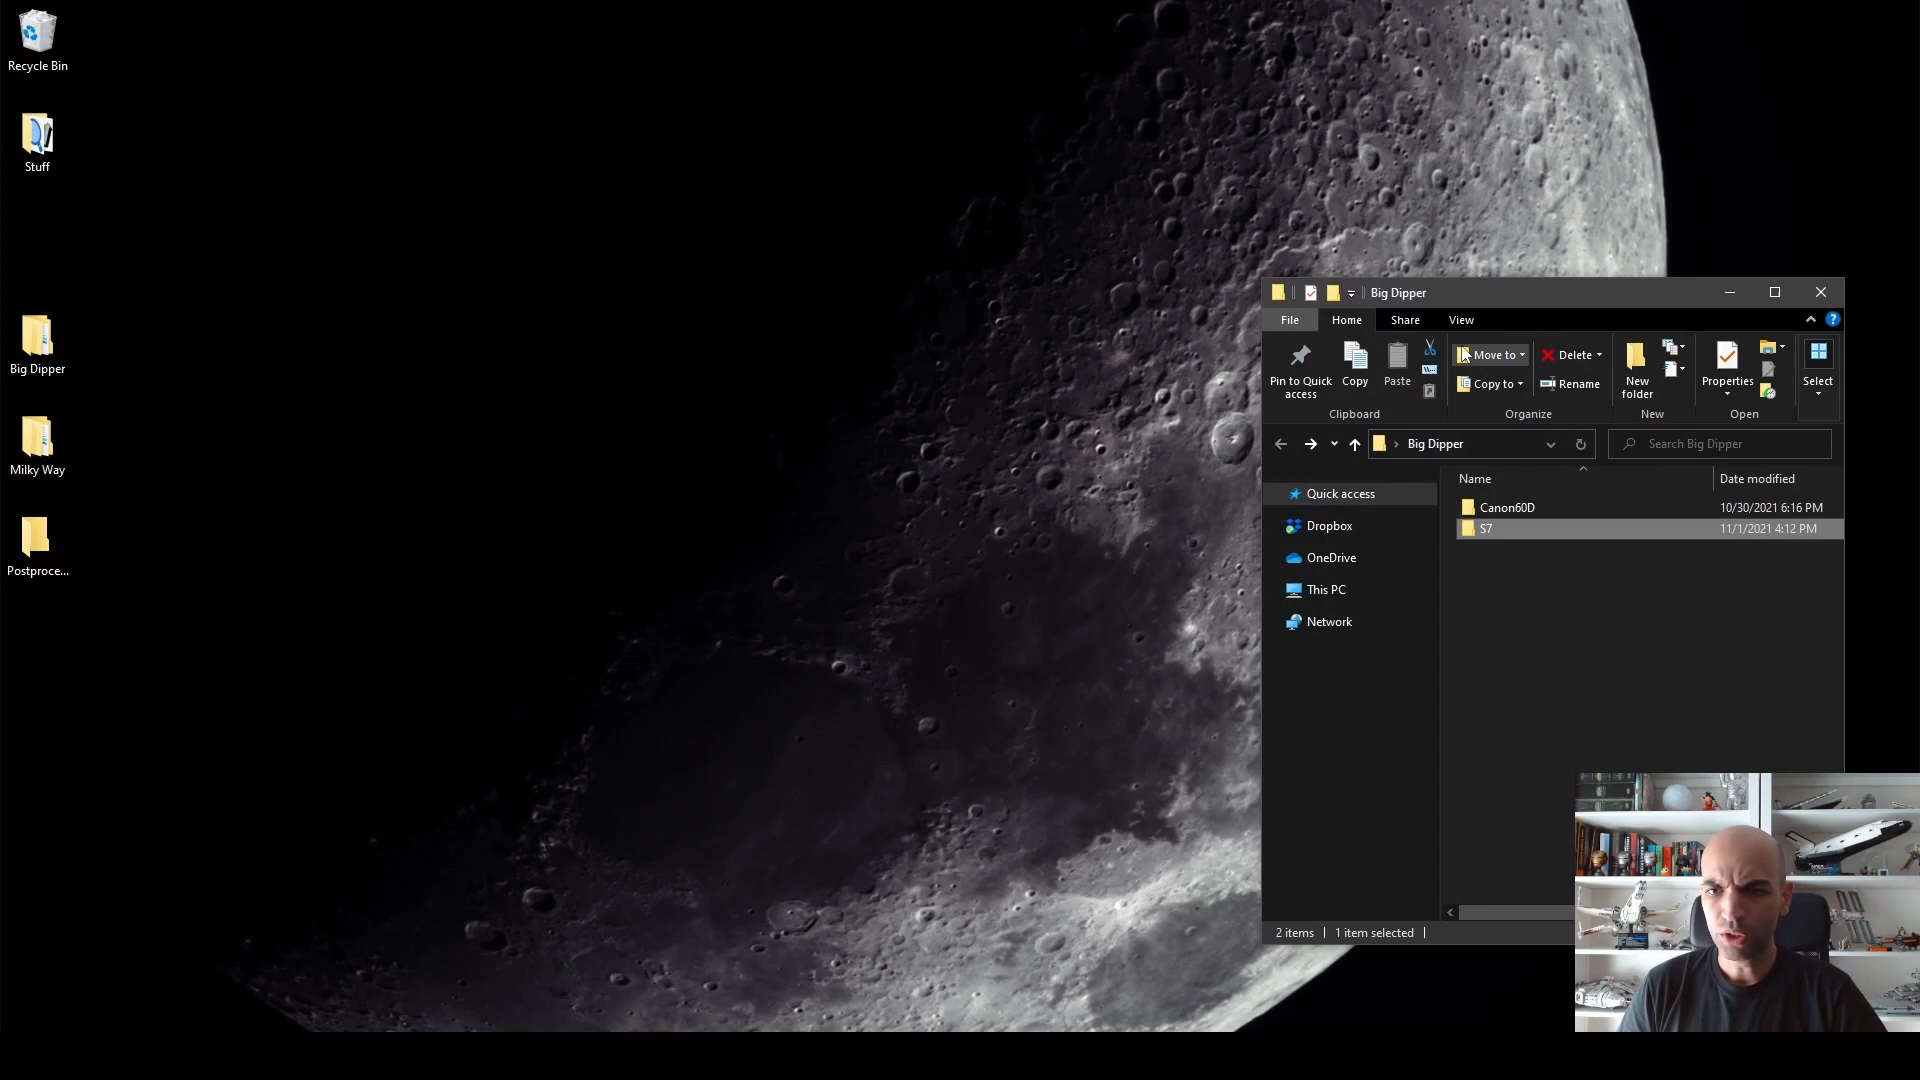 Recycle Bin
Stuff
Big Dipper
Milky Way
Postproce...
Big Dipper
File Home Share View
Pin to Quick access
Copy
Paste
Clipboard
Move to
Copy to
Delete
Rename
Organize
New folder
New
Properties
Open
Select
Big Dipper
Search Big Dipper
Quick access
Dropbox
OneDrive
This PC
Network
Name Date modified
Canon60D 10/30/2021 6:16 PM
S7 11/1/2021 4:12 PM
2 items 1 item selected